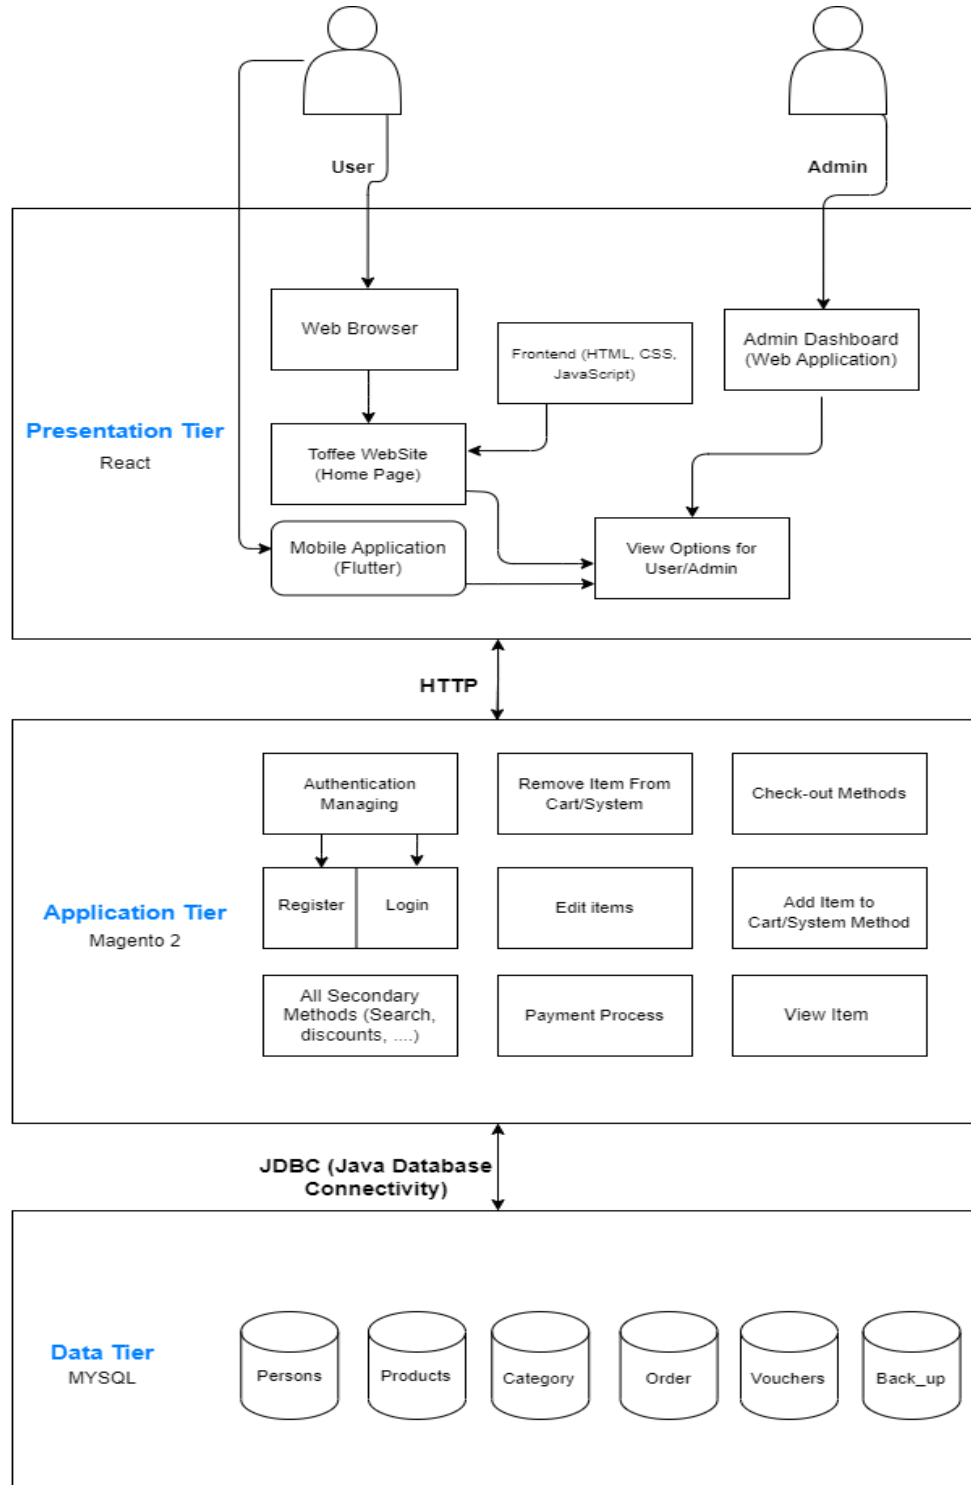 User
Admin
Web Browser
Frontend (HTML, CSS,
JavaScript)
Admin Dashboard
(Web Application)
Presentation Tier
React
Toffee WebSite
(Home Page)
Mobile Application
(Flutter)
View Options for
User/Admin
HTTP
Authentication
Managing
Remove Item From
Cart/System
Check-out Methods
Application Tier
Magento 2
Register
Login
Edit items
Add Item to
Cart/System Method
All Secondary
Methods (Search,
discounts, ....)
Payment Process
View Item
JDBC (Java Database
Connectivity)
Data Tier
MYSQL
Persons
Products
Category
Order
Vouchers
Back_up